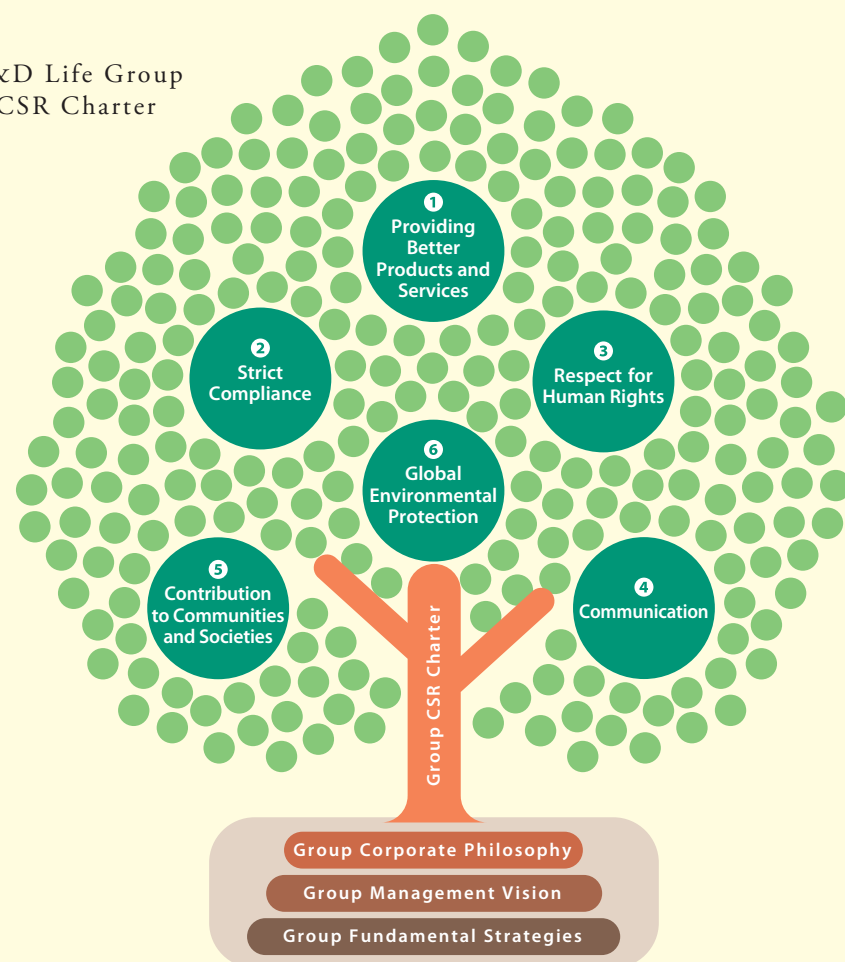 &D Life Group
CSR Charter
1
Providing
Better
Products and
Services
2
Strict
Compliance
3
Respect for
Human Rights
6
Global
Environmental
Protection
5
Contribution
to Communities
and Societies
4
Communication
Group CSR Charter
Group Corporate Philosophy
Group Management Vision
Group Fundamental Strategies